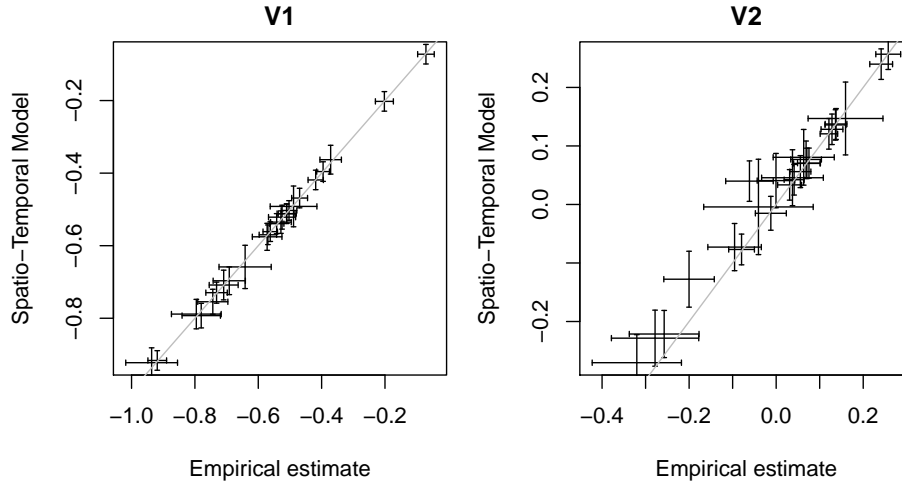 V1
V2
Spatio−Temporal Model
−0.2
−0.4
−0.6
−0.8
−1.0 −0.8 −0.6 −0.4 −0.2
Empirical estimate
Spatio−Temporal Model
0.2
0.0
−0.2
−0.4 −0.2 0.0 0.2
Empirical estimate